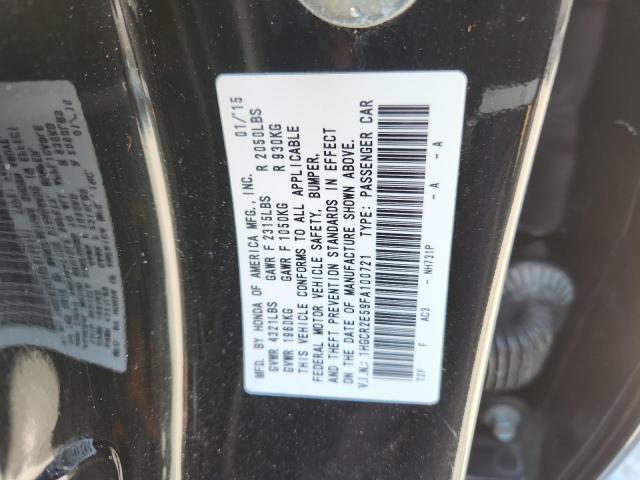 MFD. BY HONDA OF AMERICA MFG., INC. 01/'15
GVWR 4321LBS GAWR F 2315LBS R 2050LBS
GVWR 1960KG GAWR F 1050KG R 930KG
THIS VEHICLE CONFORMS TO ALL APPLICABLE
FEDERAL MOTOR VEHICLE SAFETY, BUMPER,
AND THEFT PREVENTION STANDARDS IN EFFECT
ON THE DATE OF MANUFACTURE SHOWN ABOVE.
V.I.N.: 1HGCR2E59FA100721 TYPE: PASSENGER CAR
T2F F AC3 - NH731P - A - A